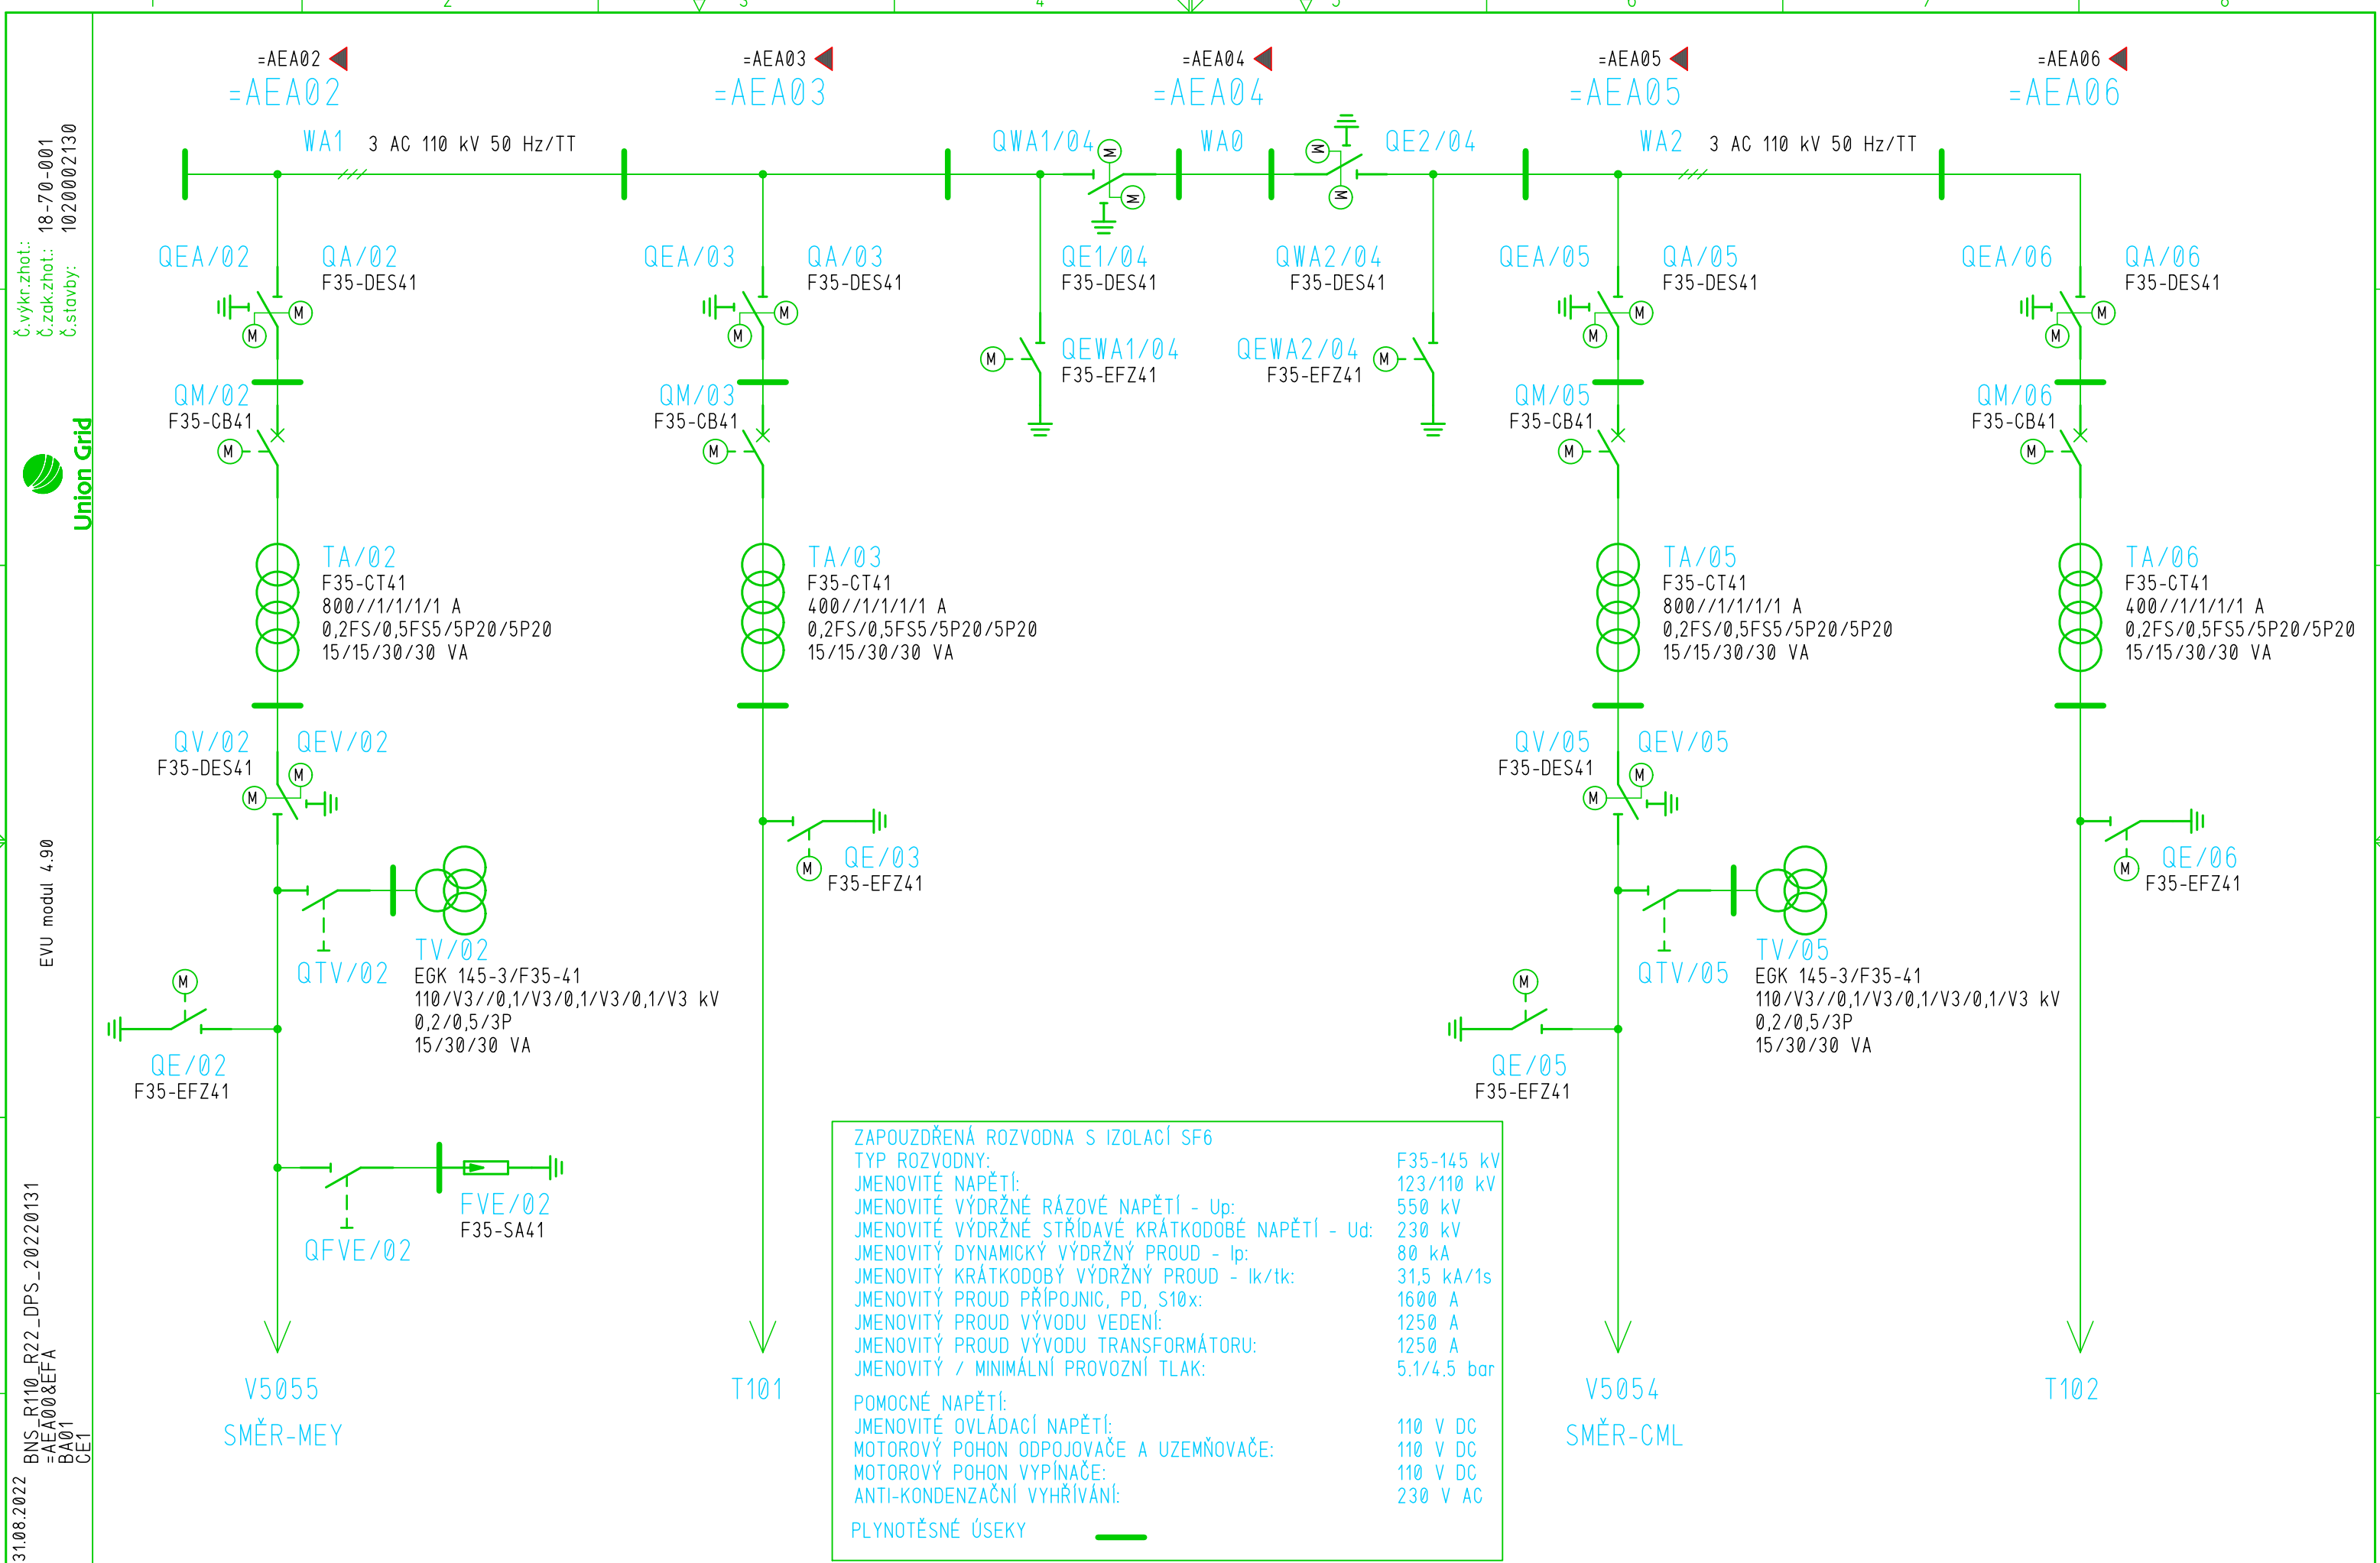 1 2 3 4 5 6 7 8
=AEA02 =AEA03 =AEA04 =AEA05 =AEA06
=AEA02 =AEA03 =AEA04 =AEA05 =AEA06
WA1 3 AC 110 kV 50 Hz/TT QWA1/04 M WA0 M QE2/04 WA2 3 AC 110 kV 50 Hz/TT
M M
QEA/02 QA/02 QEA/03 QA/03 QE1/04 QWA2/04 QEA/05 QA/05 QEA/06 QA/06
F35-DES41 F35-DES41 F35-DES41 F35-DES41 F35-DES41 F35-DES41
M M M M
M M M M
QEWA1/04 QEWA2/04
M F35-EFZ41 F35-EFZ41 M
QM/02 QM/03 QM/05 QM/06
F35-CB41 F35-CB41 F35-CB41 F35-CB41
M M M M
TA/02 TA/03 TA/05 TA/06
F35-CT41 F35-CT41 F35-CT41 F35-CT41
800//1/1/1/1 A 400//1/1/1/1 A 800//1/1/1/1 A 400//1/1/1/1 A
0,2FS/0,5FS5/5P20/5P20 0,2FS/0,5FS5/5P20/5P20 0,2FS/0,5FS5/5P20/5P20 0,2FS/0,5FS5/5P20/5P20
15/15/30/30 VA 15/15/30/30 VA 15/15/30/30 VA 15/15/30/30 VA
QV/02 QEV/02 QV/05 QEV/05
F35-DES41 M F35-DES41 M
M M
QE/03 QE/06
M F35-EFZ41 M F35-EFZ41
QTV/02 TV/02 QTV/05 TV/05
EGK 145-3/F35-41 EGK 145-3/F35-41
110/V3//0,1/V3/0,1/V3/0,1/V3 kV 110/V3//0,1/V3/0,1/V3/0,1/V3 kV
0,2/0,5/3P 0,2/0,5/3P
15/30/30 VA 15/30/30 VA
M M
QE/02 QE/05
F35-EFZ41 F35-EFZ41
QFVE/02 FVE/02
F35-SA41
V5055 T101 V5054 T102
SMĚR-MEY SMĚR-CML
ZAPOUZDŘENÁ ROZVODNA S IZOLACÍ SF6
TYP ROZVODNY: F35-145 kV
JMENOVITÉ NAPĚTÍ: 123/110 kV
JMENOVITÉ VÝDRŽNÉ RÁZOVÉ NAPĚTÍ - Up: 550 kV
JMENOVITÉ VÝDRŽNÉ STŘÍDAVÉ KRÁTKODOBÉ NAPĚTÍ - Ud: 230 kV
JMENOVITÝ DYNAMICKÝ VÝDRŽNÝ PROUD - Ip: 80 kA
JMENOVITÝ KRÁTKODOBÝ VÝDRŽNÝ PROUD - Ik/tk: 31,5 kA/1s
JMENOVITÝ PROUD PŘÍPOJNIC, PD, S10x: 1600 A
JMENOVITÝ PROUD VÝVODU VEDENÍ: 1250 A
JMENOVITÝ PROUD VÝVODU TRANSFORMÁTORU: 1250 A
JMENOVITÝ / MINIMÁLNÍ PROVOZNÍ TLAK: 5.1/4.5 bar
POMOCNÉ NAPĚTÍ:
JMENOVITÉ OVLÁDACÍ NAPĚTÍ: 110 V DC
MOTOROVÝ POHON ODPOJOVAČE A UZEMŇOVAČE: 110 V DC
MOTOROVÝ POHON VYPÍNAČE: 110 V DC
ANTI-KONDENZAČNÍ VYHŘÍVÁNÍ: 230 V AC
PLYNOTĚSNÉ ÚSEKY
Č.výkr.zhot.:
Č.zak.zhot.: 18-70-001
Č.stavby: 1020002130
Union Grid
EVU modul 4.90
31.08.2022
BNS_R110_R22_DPS_20220131
=AEA00&EFA
BA01
CE1